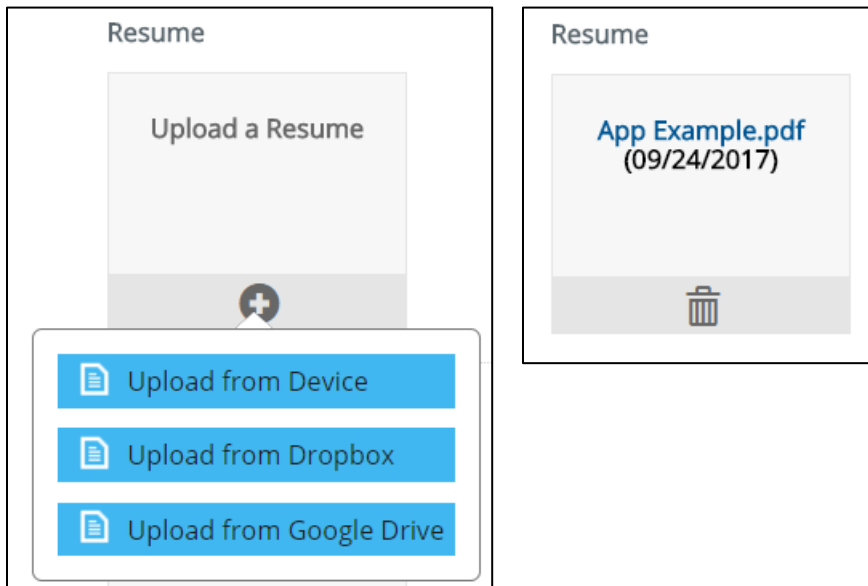 Resume
Upload a Resume
Upload from Device
Upload from Dropbox
Upload from Google Drive
Resume
App Example.pdf
(09/24/2017)